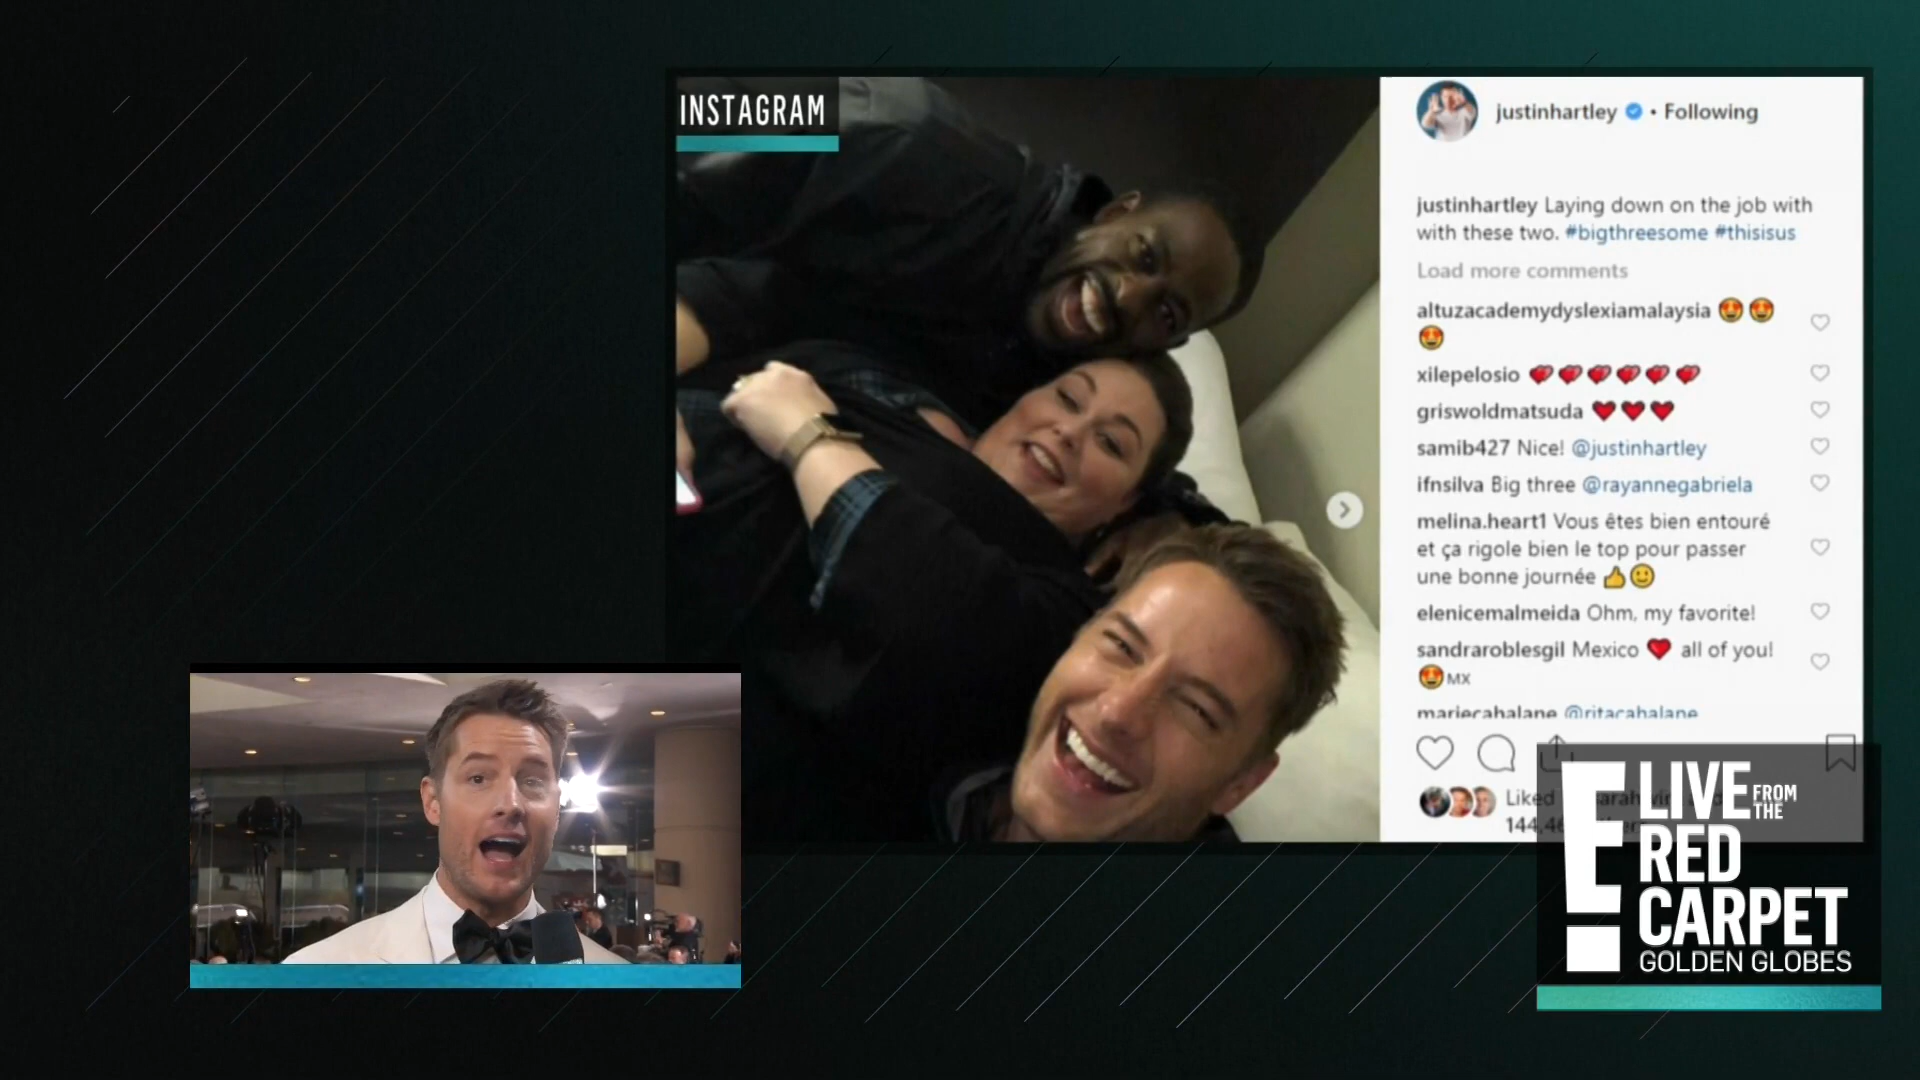 INSTAGRAM
justinhartley • Following
justinhartley Laying down on the job with
with these two. #bigthreesome #thisisus
Load more comments
altuzacademydyslexiamalaysia
xilepelosio
griswoldmatsuda
samib427 Nice! @justinhartley
ifnsilva Big three @rayannegabriela
melina.heart1 Vous êtes bien entouré
et ça rigole bien le top pour passer
une bonne journée
elenicemalmeida Ohm, my favorite!
sandraroblesgil Mexico all of you!
MX
mariecahalane @ritacahalane
Liked
E! LIVE FROM THE
RED
CARPET
GOLDEN GLOBES